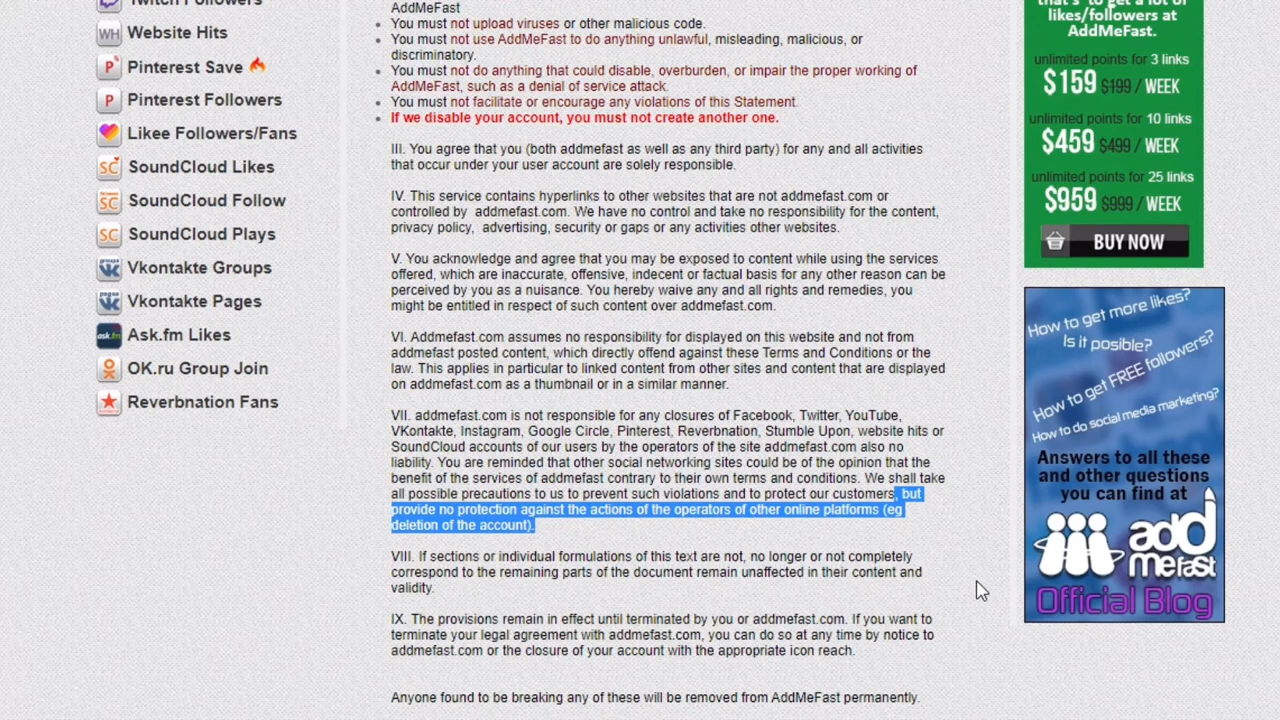 Twitch Followers
WH Website Hits
Pinterest Save
Pinterest Followers
Likee Followers/Fans
SC SoundCloud Likes
SC SoundCloud Follow
SC SoundCloud Plays
groups Vkontakte Groups
pages Vkontakte Pages
ask.fm Ask.fm Likes
OK.ru Group Join
Reverbnation Fans
AddMeFast
You must not upload viruses or other malicious code.
You must not use AddMeFast to do anything unlawful, misleading, malicious, or
discriminatory.
You must not do anything that could disable, overburden, or impair the proper working of
AddMeFast, such as a denial of service attack.
You must not facilitate or encourage any violations of this Statement.
If we disable your account, you must not create another one.
III. You agree that you (both addmefast as well as any third party) for any and all activities
that occur under your user account are solely responsible.
IV. This service contains hyperlinks to other websites that are not addmefast.com or
controlled by addmefast.com. We have no control and take no responsibility for the content,
privacy policy, advertising, security or gaps or any activities other websites.
V. You acknowledge and agree that you may be exposed to content while using the services
offered, which are inaccurate, offensive, indecent or factual basis for any other reason can be
perceived by you as a nuisance. You hereby waive any and all rights and remedies, you
might be entitled in respect of such content over addmefast.com.
VI. Addmefast.com assumes no responsibility for displayed on this website and not from
addmefast posted content, which directly offend against these Terms and Conditions or the
law. This applies in particular to linked content from other sites and content that are displayed
on addmefast.com as a thumbnail or in a similar manner.
VII. addmefast.com is not responsible for any closures of Facebook, Twitter, YouTube,
VKontakte, Instagram, Google Circle, Pinterest, Reverbnation, Stumble Upon, website hits or
SoundCloud accounts of our users by the operators of the site addmefast.com also no
liability. You are reminded that other social networking sites could be of the opinion that the
benefit of the services of addmefast contrary to their own terms and conditions. We shall take
all possible precautions to us to prevent such violations and to protect our customers, but
provide no protection against the actions of the operators of other online platforms (eg
deletion of the account).
VIII. If sctions or individual formulations of this text are not, no longer or not completely
correspond to the remaining parts of the document remain unaffected in their content and
validity.
IX. The provisions remain in effect until terminated by you or addmefast.com. If you want to
terminate your legal agreement with addmefast.com, you can do so at any time by notice to
addmefast.com or the closure of your account with the appropriate icon reach.
Anyone found to be breaking any of these will be removed from AddMeFast permanently.
that's to get a lot of
likes/followers at
AddMeFast.
unlimited points for 3 links
$159 $199 / WEEK
unlimited points for 10 links
$459 $499 / WEEK
unlimited points for 25 links
$959 $999 / WEEK
BUY NOW
How to get more likes?
Is it posible?
How to get FREE followers?
How to do social media marketing?
Answers to all these
and other questions
you can find at
add
me fast
Official Blog